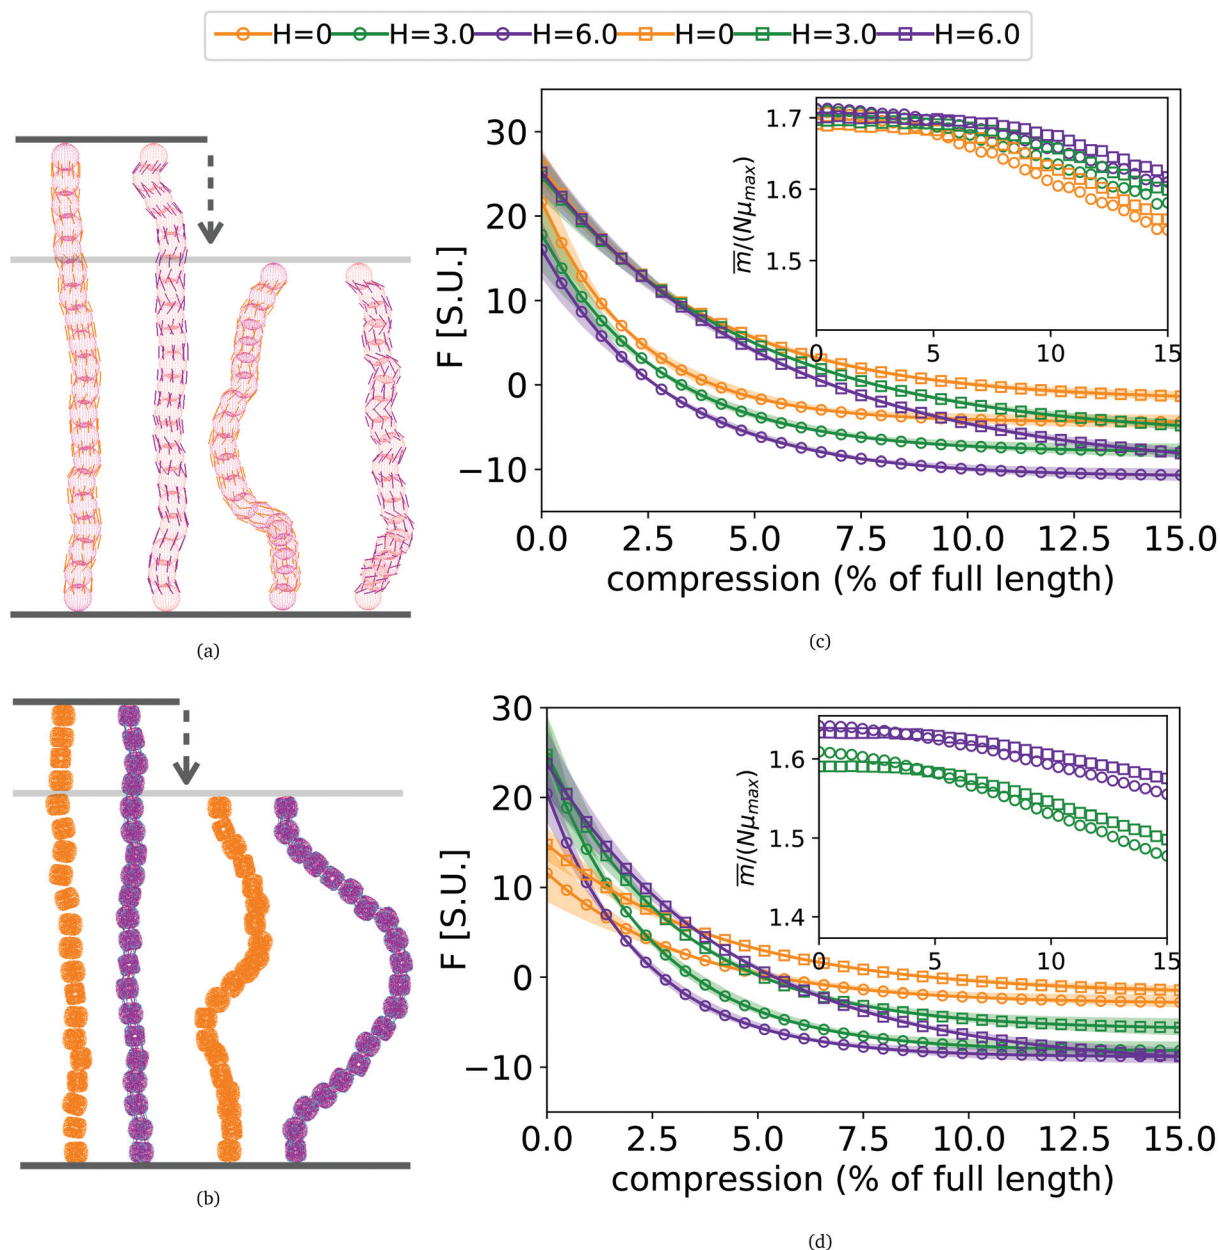 H=0 H=3.0 H=6.0 H=0 H=3.0 H=6.0
(a)
30
20
10
0
−10
F [S.U.]
0.0 2.5 5.0 7.5 10.0 12.5 15.0
compression (% of full length)
1.7
1.6
1.5
m̅/(Nμmax)
0 5 10 15
(c)
(b)
30
20
10
0
−10
F [S.U.]
0.0 2.5 5.0 7.5 10.0 12.5 15.0
compression (% of full length)
1.6
1.5
1.4
m̅/(Nμmax)
0 5 10 15
(d)